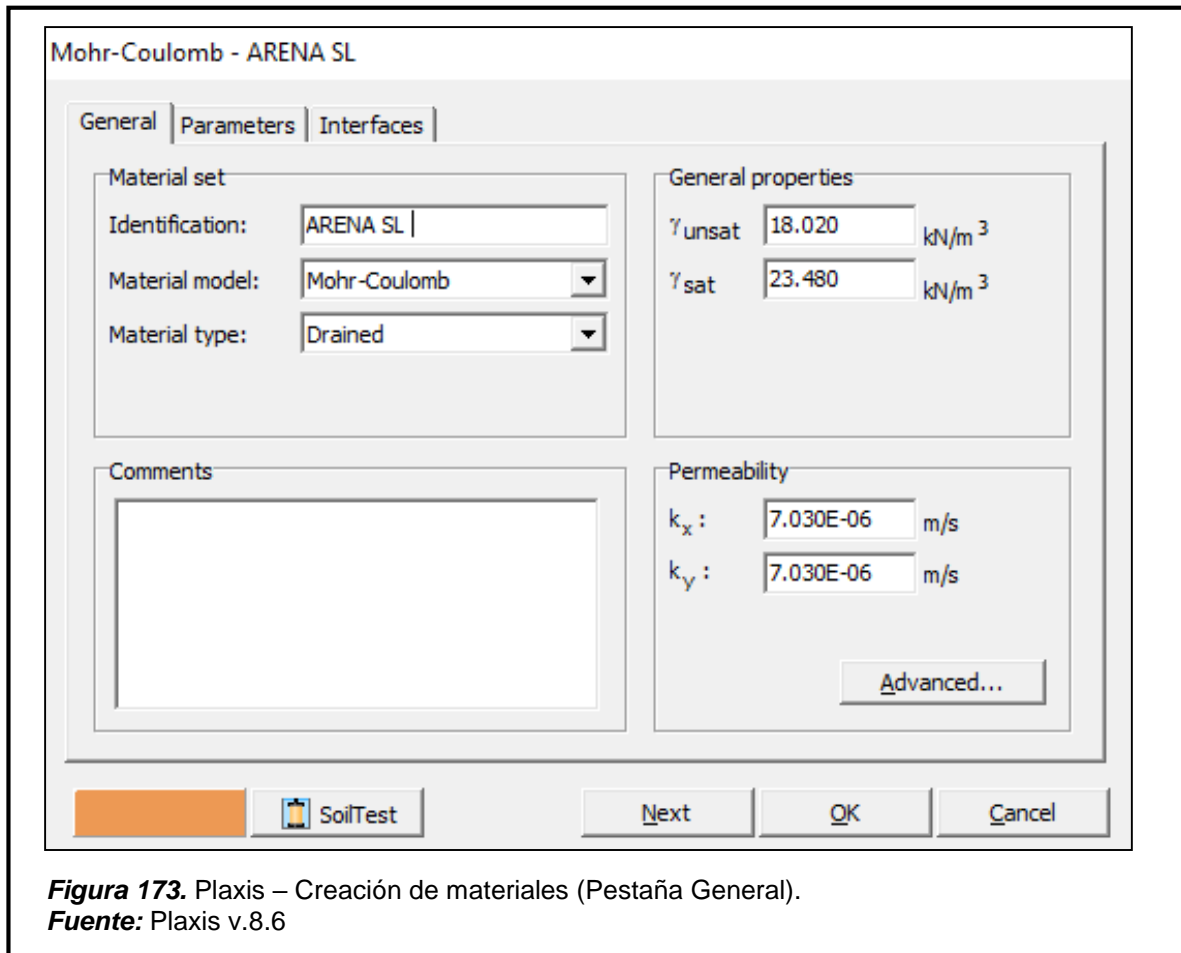 Mohr-Coulomb - ARENA SL
General Parameters Interfaces
Material set
Identification: ARENA SL
Material model: Mohr-Coulomb
Material type: Drained
General properties
γunsat 18.020 kN/m 3
γsat 23.480 kN/m 3
Comments
Permeability
kx : 7.030E-06 m/s
ky : 7.030E-06 m/s
Advanced...
SoilTest Next OK Cancel
Figura 173. Plaxis – Creación de materiales (Pestaña General).
Fuente: Plaxis v.8.6